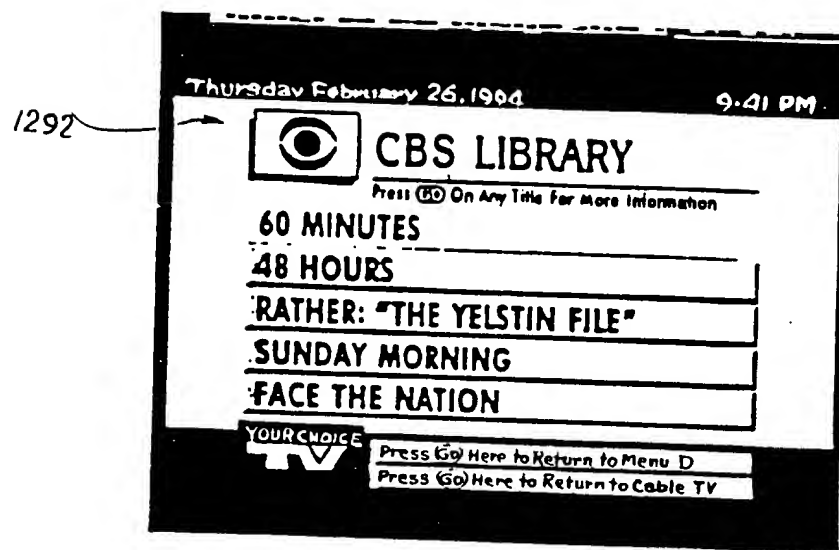 Thursday February 26, 1994 9:41 PM
1292
CBS LIBRARY
Press GO On Any Title For More Information
60 MINUTES
48 HOURS
RATHER: "THE YELSTIN FILE"
SUNDAY MORNING
FACE THE NATION
YOUR CHOICE
TV
Press Go Here to Return to Menu D
Press Go Here to Return to Cable TV